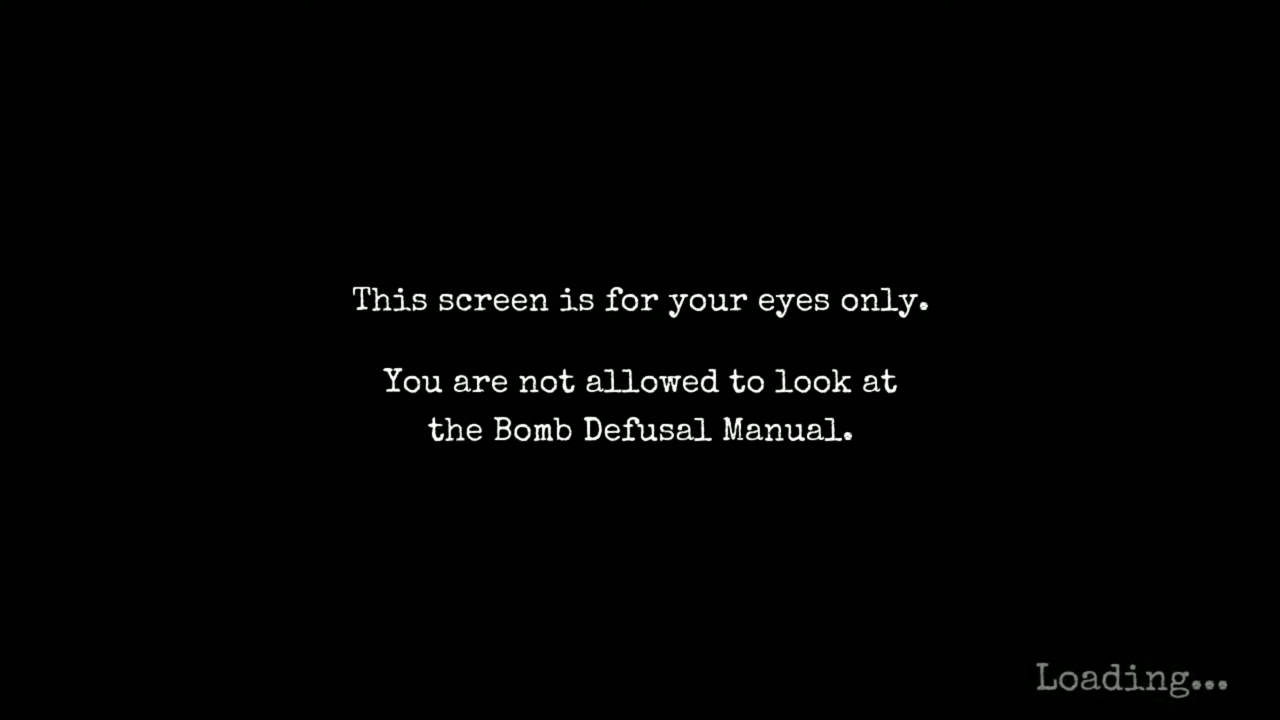 This screen is for your eyes only.
You are not allowed to look at
the Bomb Defusal Manual.
Loading...